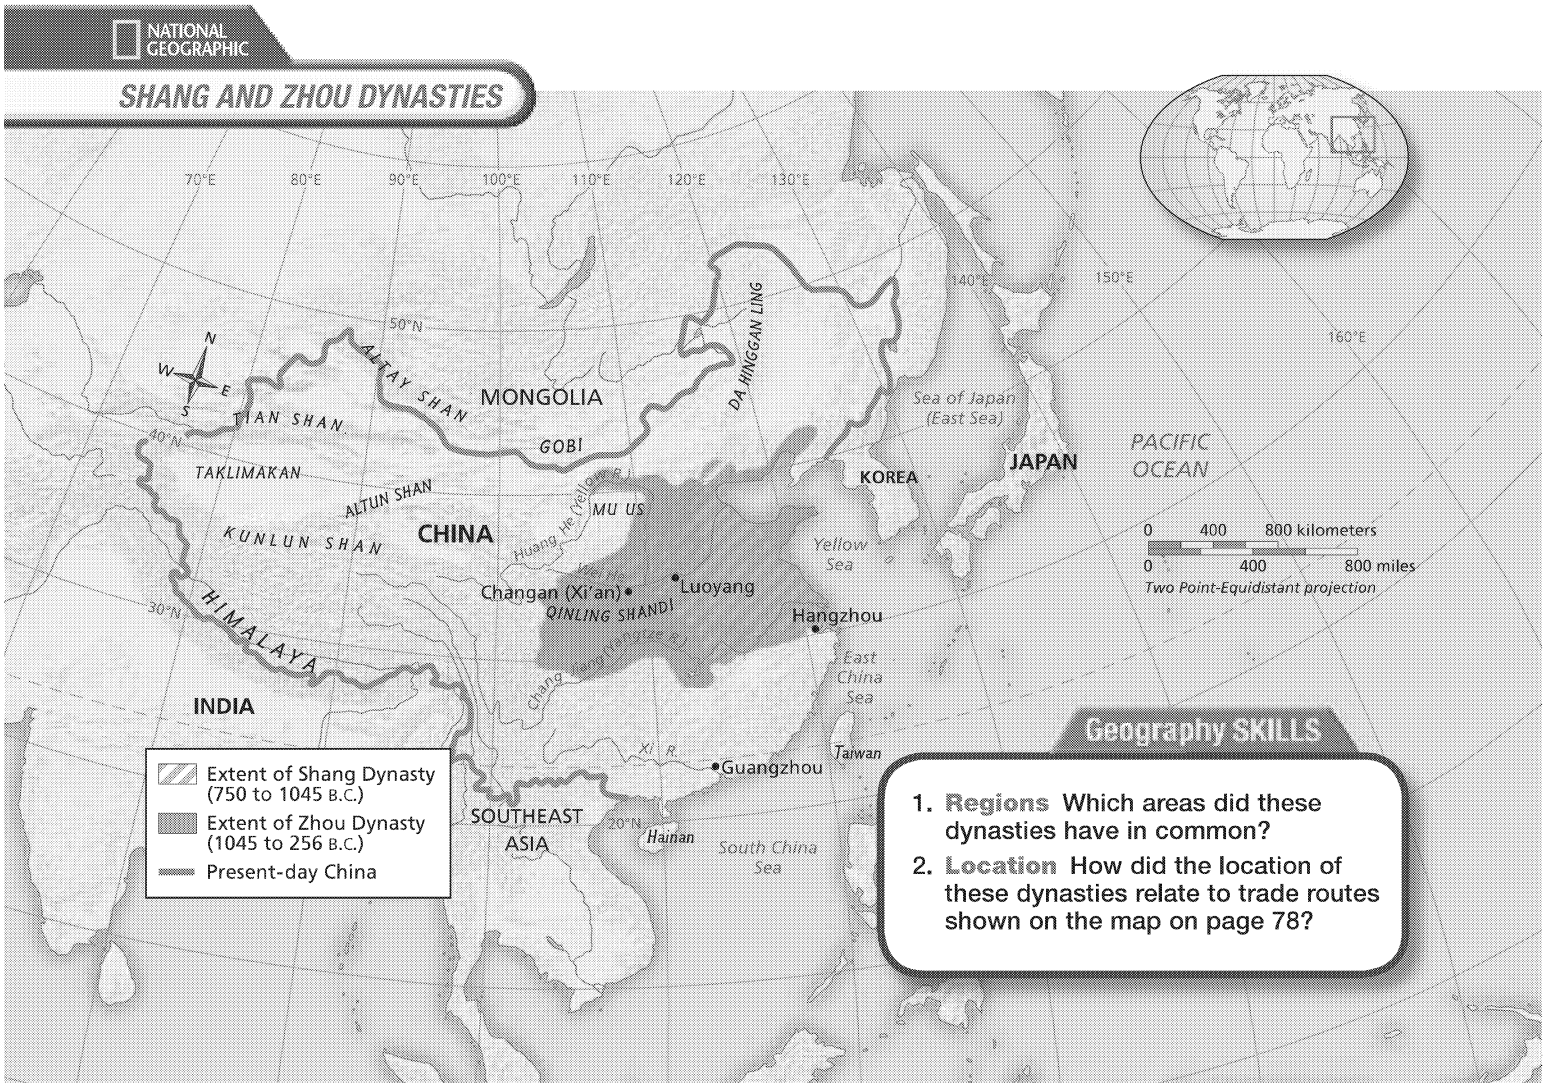 NATIONAL
GEOGRAPHIC
SHANG AND ZHOU DYNASTIES
70°E
80°E
90°E
100°E
110°E
120°E
130°E
140°E
150°E
160°E
50°N
N
W
E
S
ALTAY SHAN
MONGOLIA
DA HINGGAN LING
TIAN SHAN
40°N
GOBI
Sea of Japan
(East Sea)
PACIFIC
OCEAN
JAPAN
KOREA
TAKLIMAKAN
ALTUN SHAN
Huang He (Yellow R.
MU US
KUNLUN SHAN
CHINA
Yellow
Sea
0 400 800 kilometers
0 400 800 miles
Two Point-Equidistant projection
Wei He
Changan (Xi'an)
Luoyang
QINLING SHANDI
Hangzhou
30°N
HIMALAYA
Chang Jiang (Yangtze R.)
East
China
Sea
INDIA
Xi R.
Guangzhou
Taiwan
SOUTHEAST
ASIA
20°N
Hainan
South China
Sea
Extent of Shang Dynasty
(750 to 1045 B.C.)
Extent of Zhou Dynasty
(1045 to 256 B.C.)
Present-day China
Geography SKILLS
1. Regions Which areas did these
dynasties have in common?
2. Location How did the location of
these dynasties relate to trade routes
shown on the map on page 78?